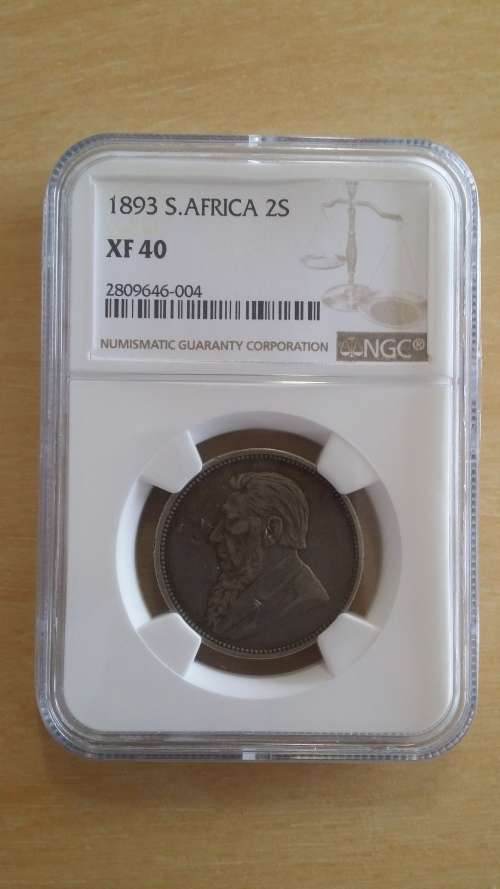 1893 S.AFRICA 2S
XF 40
2809646-004
NUMISMATIC GUARANTY CORPORATION NGC®